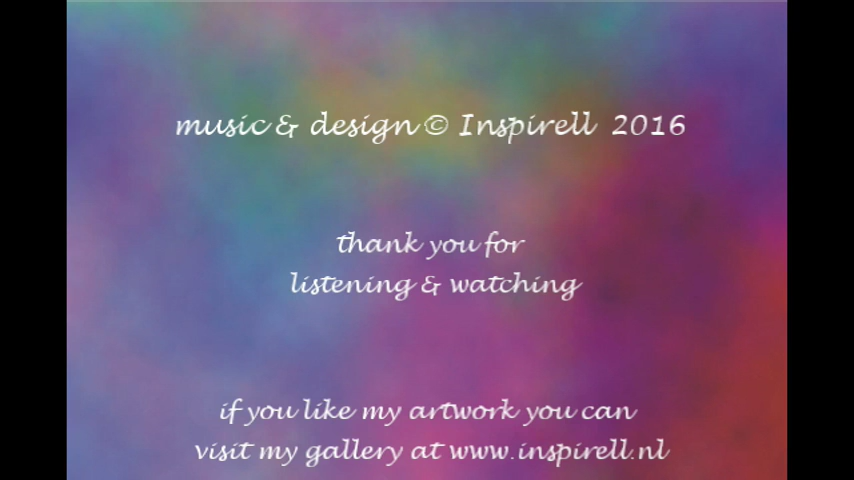 music & design © Inspirell 2016
thank you for
listening & watching
if you like my artwork you can
visit my gallery at www.inspirell.nl